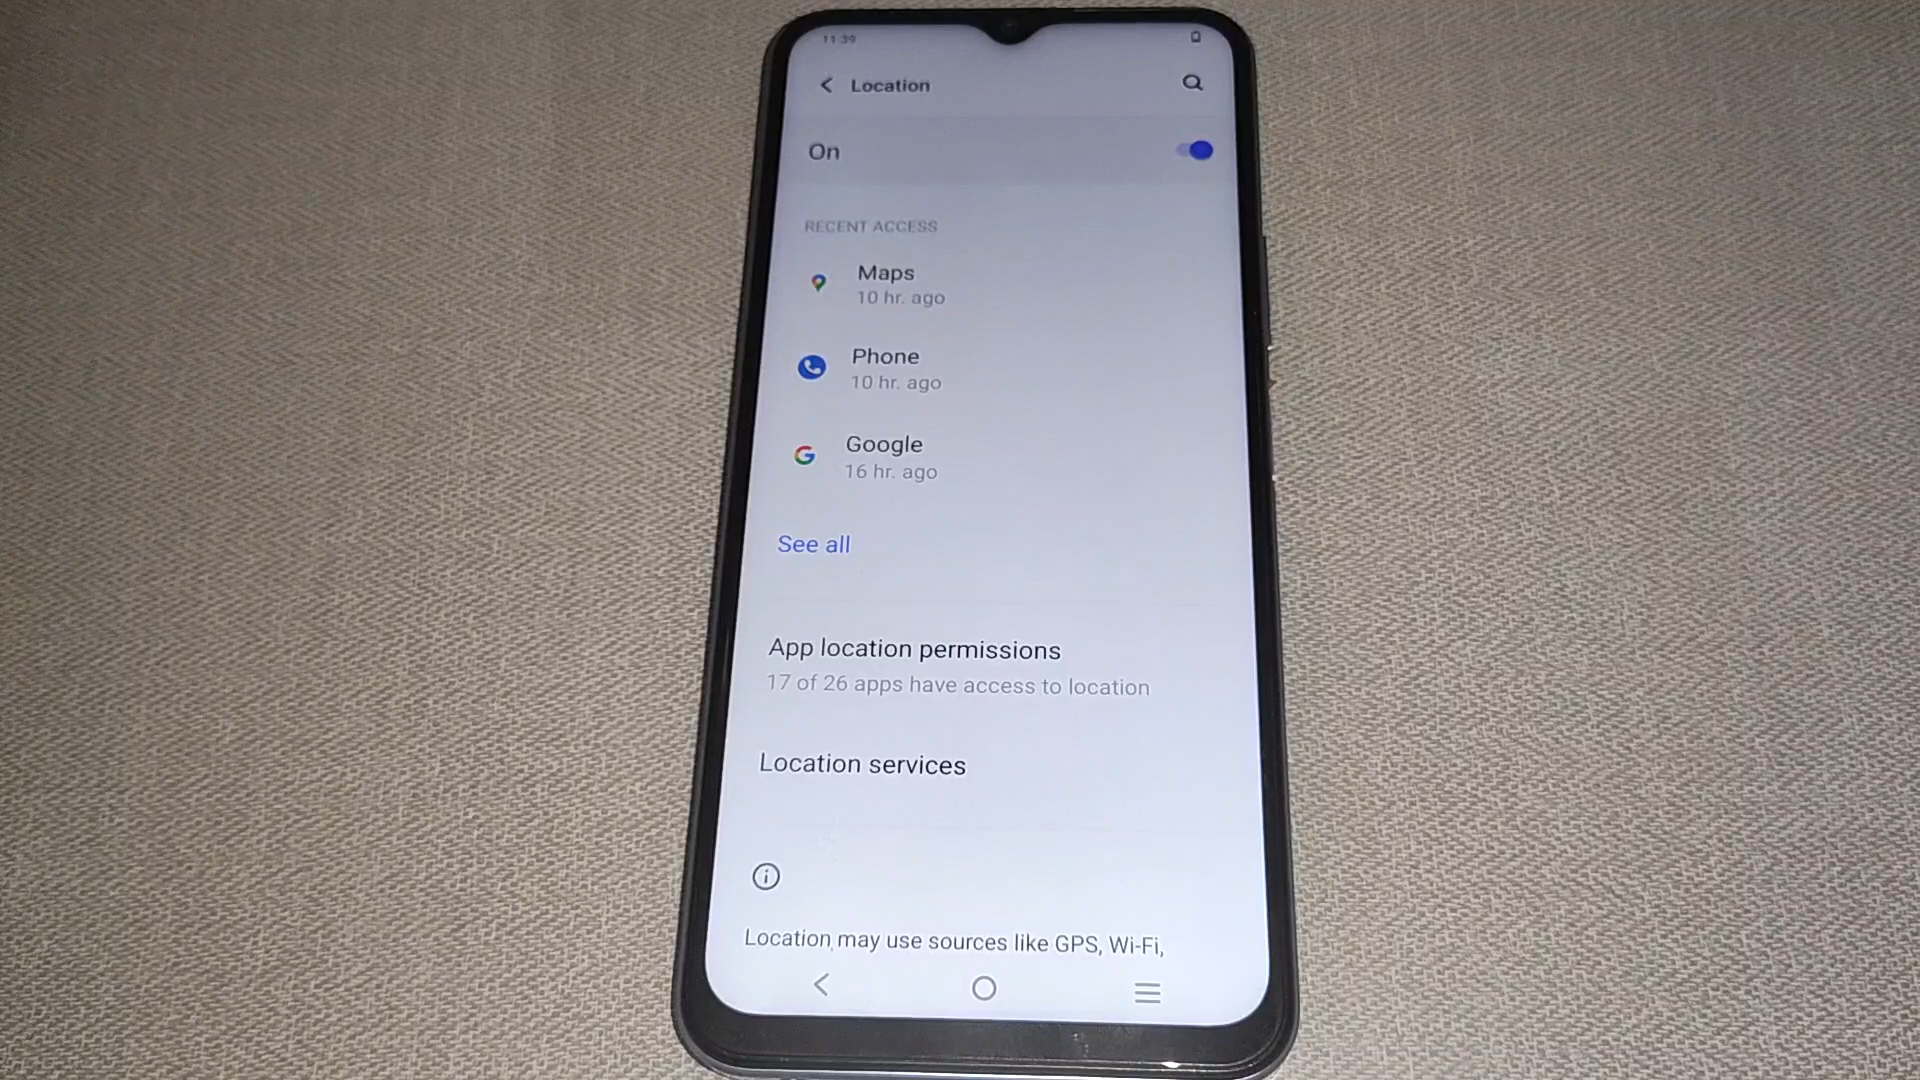 11:39
Location
On
RECENT ACCESS
Maps
10 hr. ago
Phone
10 hr. ago
Google
16 hr. ago
See all
App location permissions
17 of 26 apps have access to location
Location services
Location may use sources like GPS, Wi-Fi,